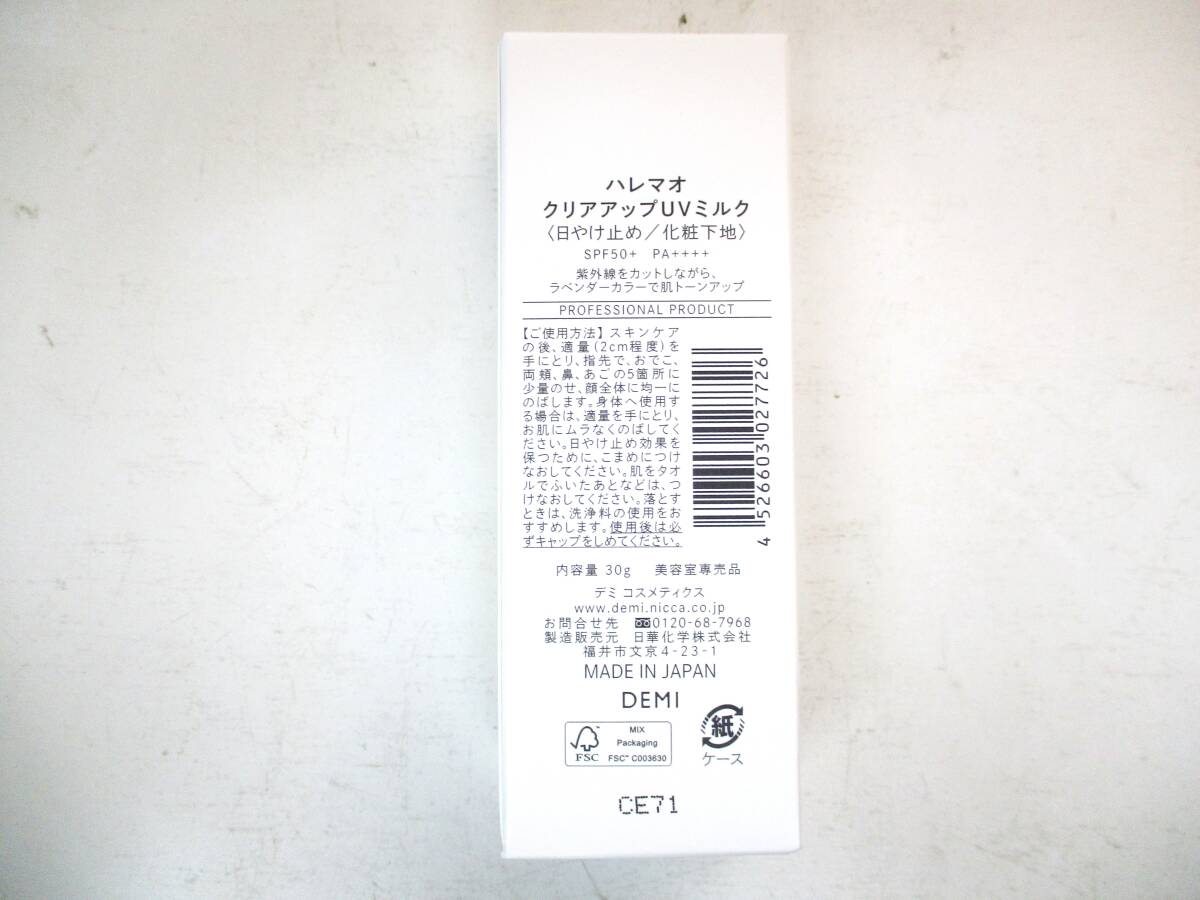 ハレマオ
クリアアップUVミルク
〈日やけ止め／化粧下地〉
SPF50+ PA++++
紫外線をカットしながら、
ラベンダーカラーで肌トーンアップ
PROFESSIONAL PRODUCT
【ご使用方法】スキンケア
の後、適量(2cm程度)を
手にとり、指先で、おでこ、
両頬、鼻、あごの5箇所に
少量のせ、顔全体に均一に
のばします。身体へ使用す
る場合は、適量を手にとり、
お肌にムラなくのばしてく
ださい。日やけ止め効果を
保つために、こまめにつけ
なおしてください。肌をタオ
ルでふいたあとなどは、つ
けなおしてください。落とす
ときは、洗浄料の使用をお
すすめします。使用後は必
ずキャップをしめてください。
4 526603 027726
内容量 30g 美容室専売品
デミ コスメティクス
www.demi.nicca.co.jp
お問合せ先 0120-68-7968
製造販売元 日華化学株式会社
福井市文京4-23-1
MADE IN JAPAN
DEMI
FSC™
MIX
Packaging
FSC™ C003630
紙
ケース
CE71